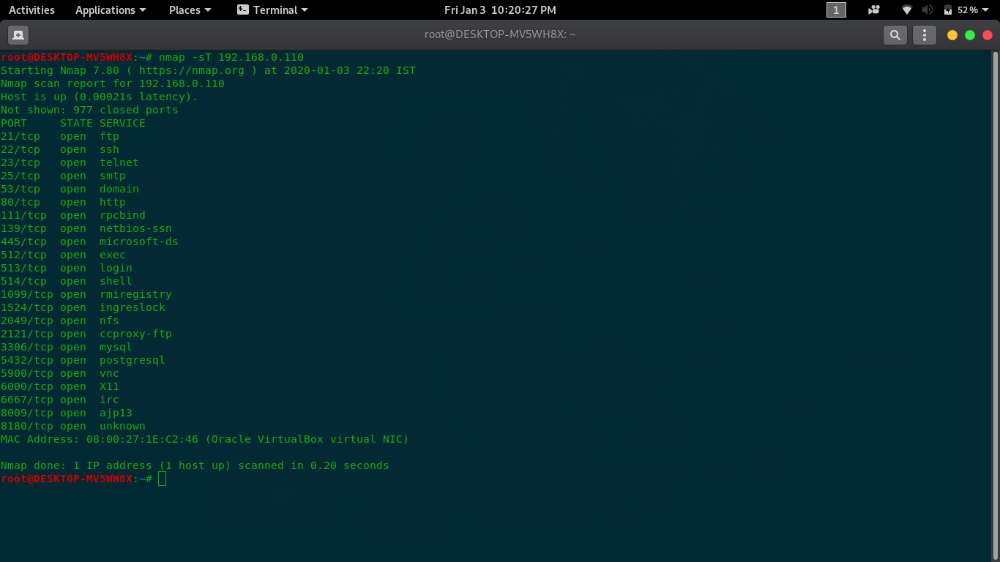 Activities Applications Places Terminal Fri Jan 3 10:20:27 PM 1 52%
root@DESKTOP-MV5WH8X: ~
root@DESKTOP-MV5WH8X:~# nmap -sT 192.168.0.110
Starting Nmap 7.80 ( https://nmap.org ) at 2020-01-03 22:20 IST
Nmap scan report for 192.168.0.110
Host is up (0.00021s latency).
Not shown: 977 closed ports
PORT     STATE SERVICE
21/tcp   open  ftp
22/tcp   open  ssh
23/tcp   open  telnet
25/tcp   open  smtp
53/tcp   open  domain
80/tcp   open  http
111/tcp  open  rpcbind
139/tcp  open  netbios-ssn
445/tcp  open  microsoft-ds
512/tcp  open  exec
513/tcp  open  login
514/tcp  open  shell
1099/tcp open  rmiregistry
1524/tcp open  ingreslock
2049/tcp open  nfs
2121/tcp open  ccproxy-ftp
3306/tcp open  mysql
5432/tcp open  postgresql
5900/tcp open  vnc
6000/tcp open  X11
6667/tcp open  irc
8009/tcp open  ajp13
8180/tcp open  unknown
MAC Address: 08:00:27:1E:C2:46 (Oracle VirtualBox virtual NIC)
Nmap done: 1 IP address (1 host up) scanned in 0.20 seconds
root@DESKTOP-MV5WH8X:~#